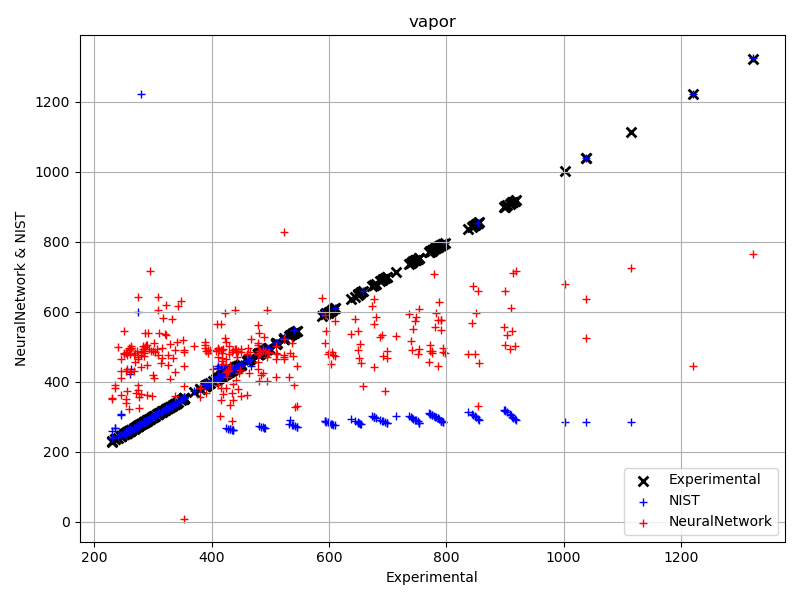 vapor
1200
1000
800
600
400
200
0
NeuralNetwork & NIST
200 400 600 800 1000 1200
Experimental
Experimental
NIST
NeuralNetwork